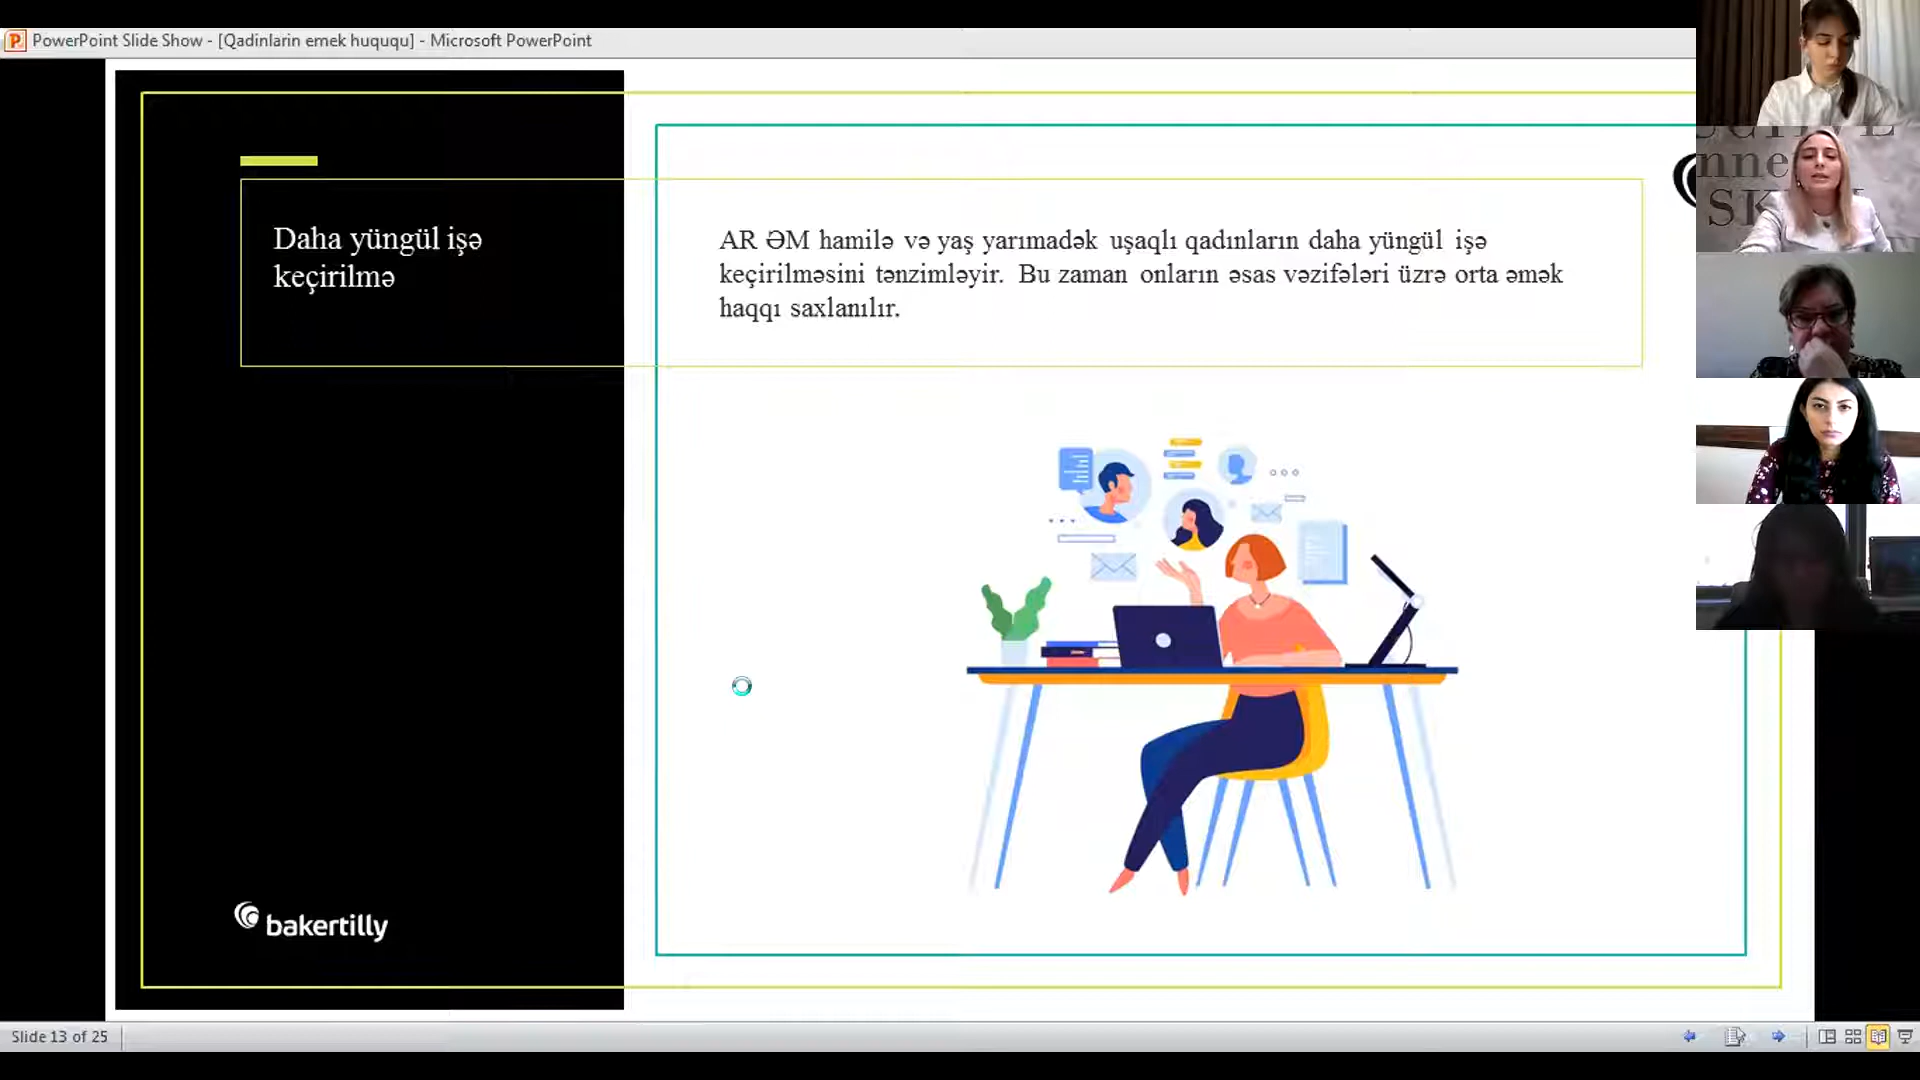 PowerPoint Slide Show - [Qadinlarin emek huququ] - Microsoft PowerPoint
Daha yüngül işə
keçirilmə
AR ƏM hamilə və yaş yarımadək uşaqlı qadınların daha yüngül işə
keçirilməsini tənzimləyir. Bu zaman onların əsas vəzifələri üzrə orta əmək
haqqı saxlanılır.
bakertilly
Slide 13 of 25